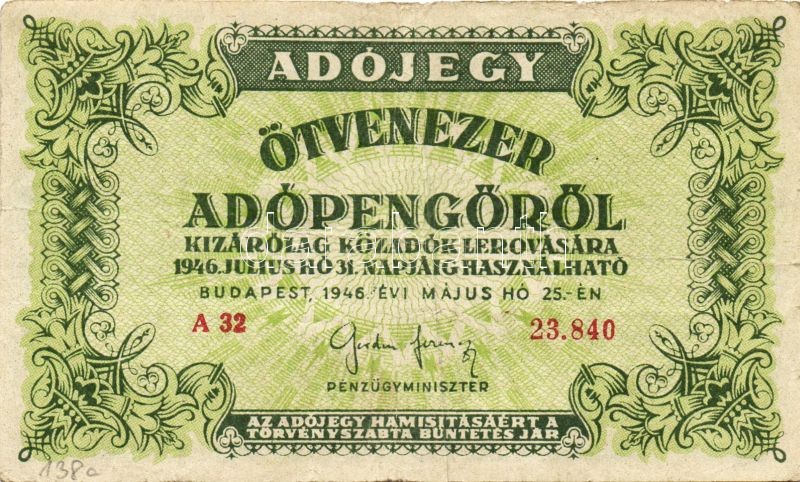 ADÓJEGY
ÖTVENEZER
ADÓPENGŐRŐL
KIZÁRÓLAG KÖZADÓK LEROVÁSÁRA
1946. JULIUS HÓ 31. NAPJÁIG HASZNÁLHATÓ
BUDAPEST, 1946. ÉVI MÁJUS HÓ 25.-ÉN
A 32 23.840
PÉNZÜGYMINISZTER
AZ ADÓJEGY HAMISITÁSÁÉRT A
TÖRVÉNYSZABTA BÜNTETÉS JÁR
138a